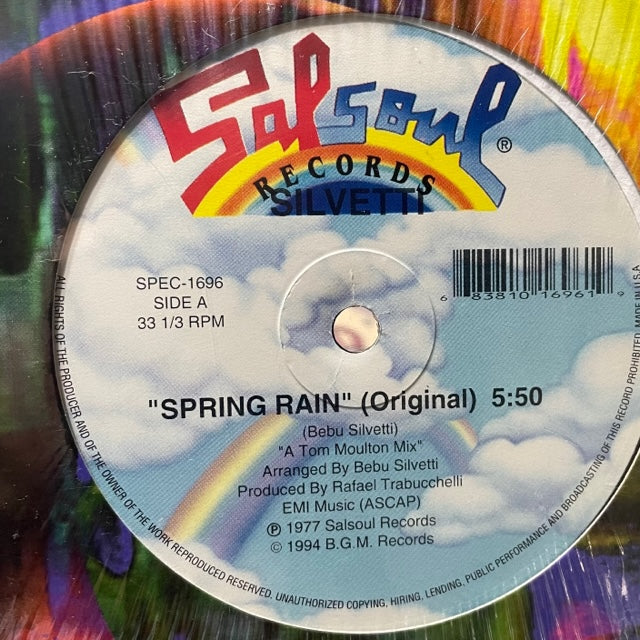 Salsoul®
RECORDS
SILVETTI
SPEC-1696
SIDE A
33 1/3 RPM
6 83810 16961 9
"SPRING RAIN" (Original) 5:50
(Bebu Silvetti)
"A Tom Moulton Mix"
Arranged By Bebu Silvetti
Produced By Rafael Trabucchelli
EMI Music (ASCAP)
℗ 1977 Salsoul Records
© 1994 B.G.M. Records
ALL RIGHTS OF THE PRODUCER AND OF THE OWNER OF THE WORK REPRODUCED RESERVED. UNAUTHORIZED COPYING, HIRING, LENDING, PUBLIC PERFORMANCE AND BROADCASTING OF THIS RECORD PROHIBITED. MADE IN U.S.A.